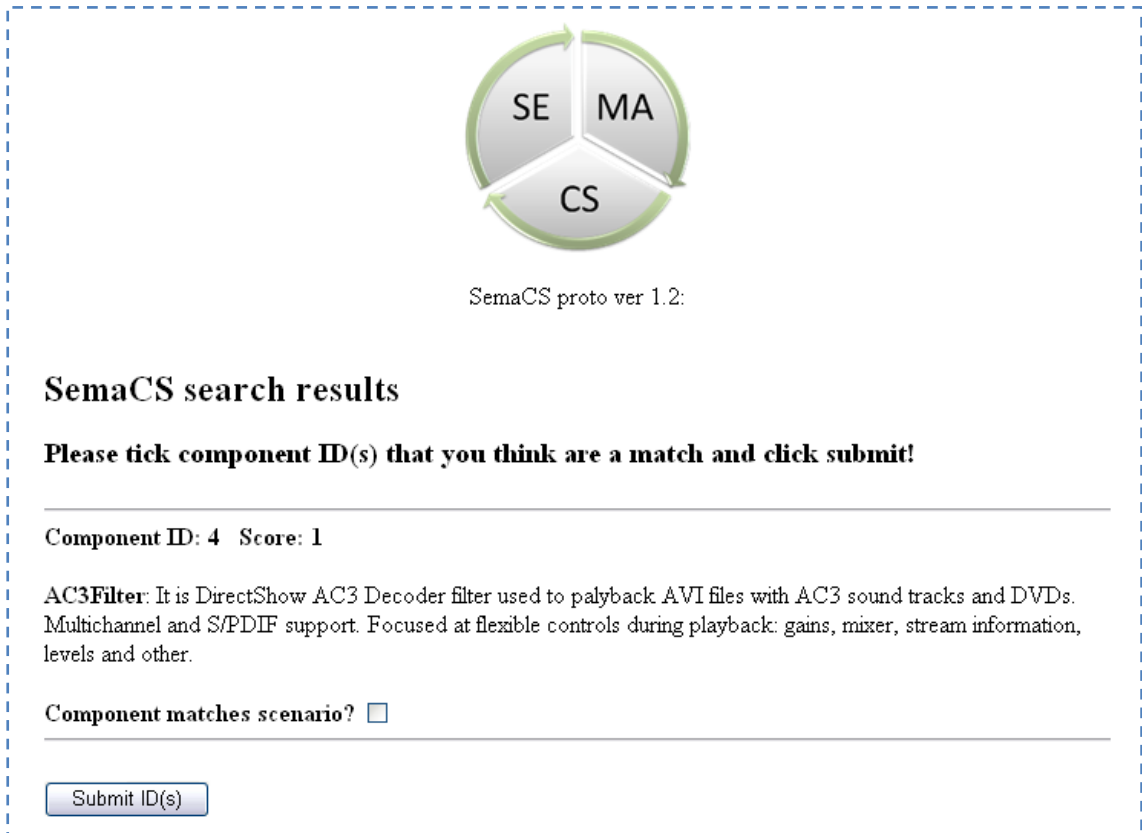 SE MA
CS
SemaCS proto ver 1.2:
SemaCS search results
Please tick component ID(s) that you think are a match and click submit!
Component ID: 4 Score: 1
AC3Filter: It is DirectShow AC3 Decoder filter used to palyback AVI files with AC3 sound tracks and DVDs.
Multichannel and S/PDIF support. Focused at flexible controls during playback: gains, mixer, stream information,
levels and other.
Component matches scenario?
Submit ID(s)